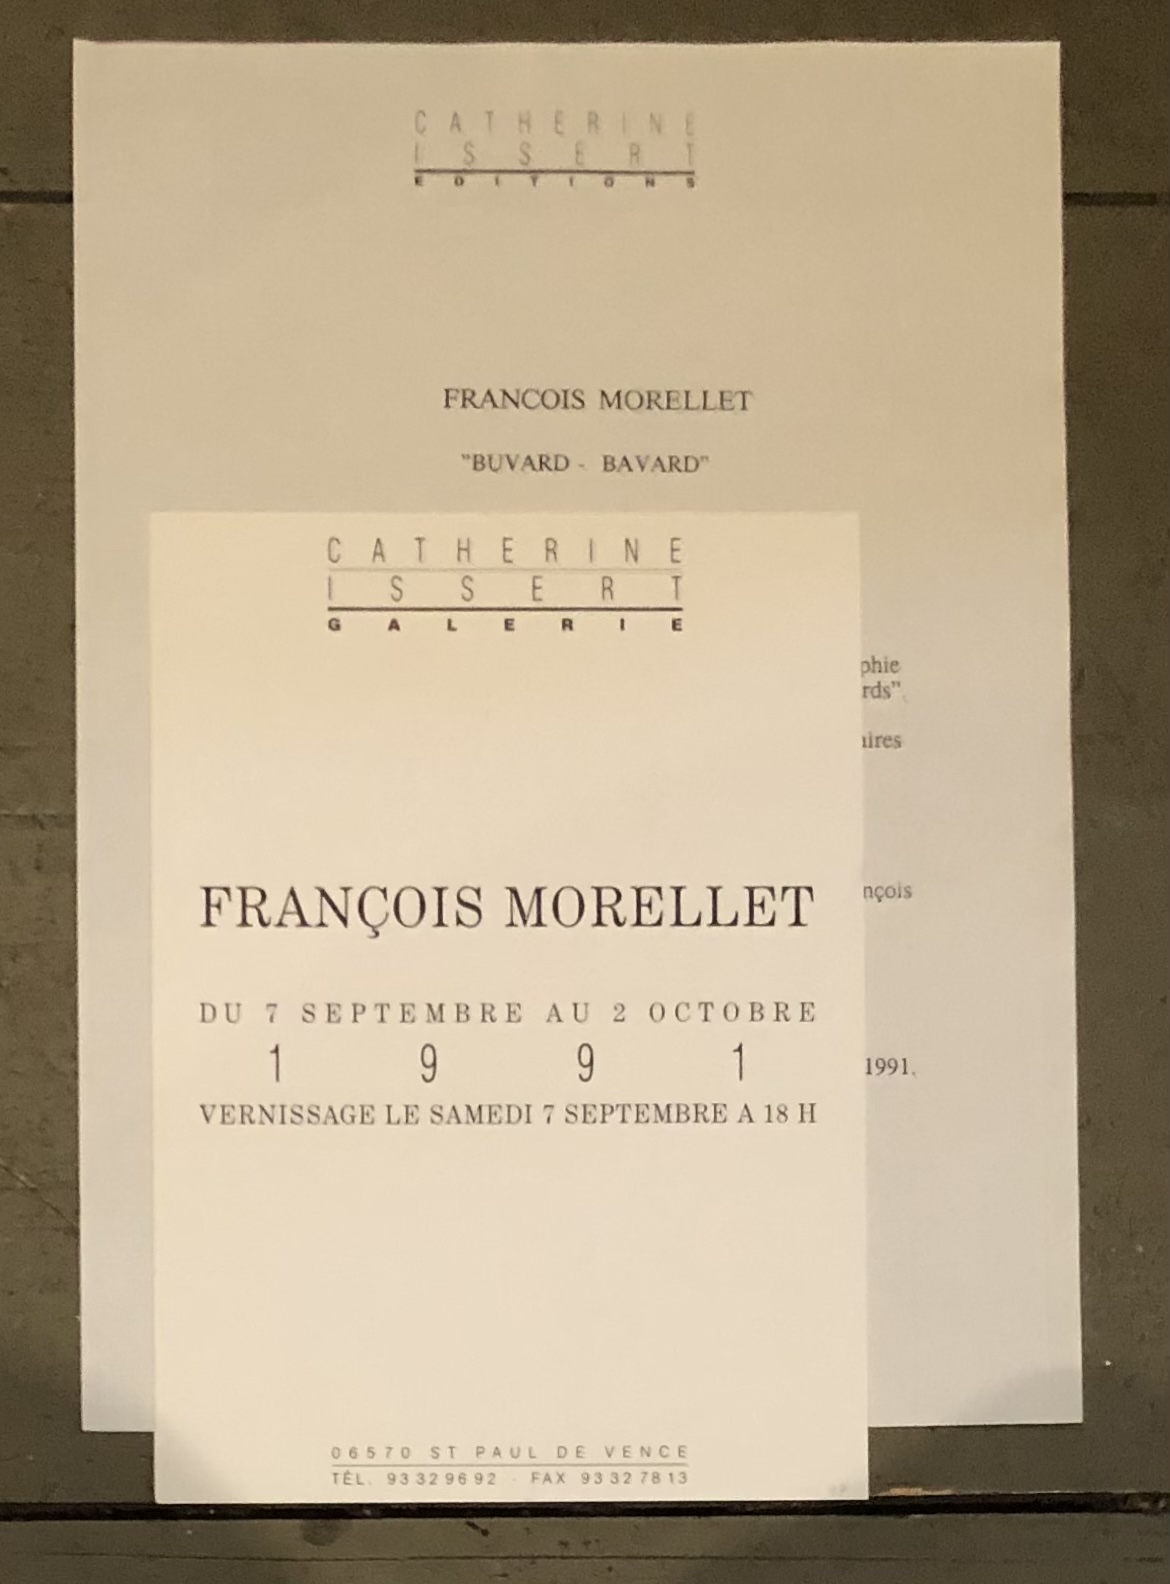 CATHERINE
ISSERT
EDITIONS
FRANCOIS MORELLET
"BUVARD - BAVARD"
CATHERINE
ISSERT
GALERIE
phie
rds".
aires
FRANÇOIS MORELLET
nçois
DU 7 SEPTEMBRE AU 2 OCTOBRE
1991
1991.
VERNISSAGE LE SAMEDI 7 SEPTEMBRE A 18 H
06570 ST PAUL DE VENCE
TÉL. 93 32 96 92 - FAX 93 32 78 13